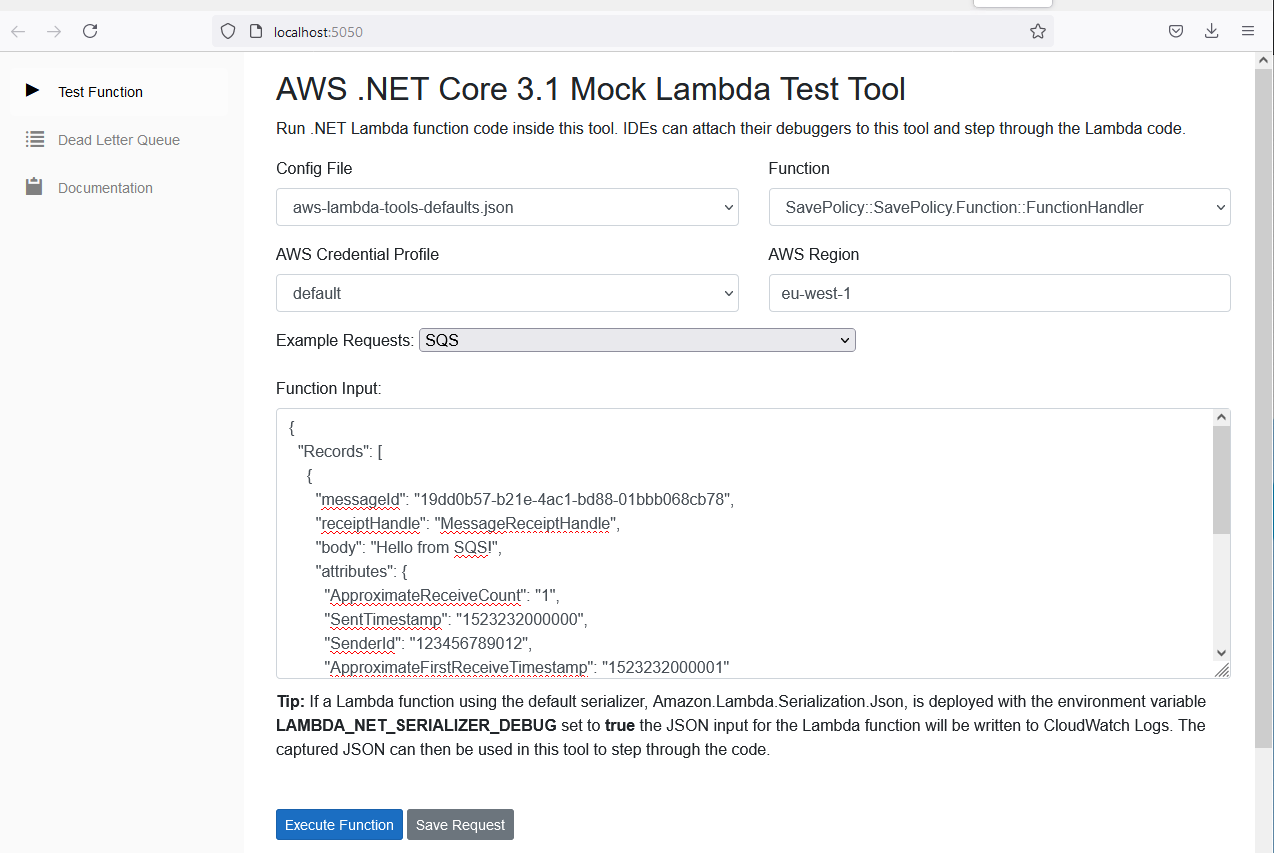 localhost:5050
Test Function
Dead Letter Queue
Documentation
AWS .NET Core 3.1 Mock Lambda Test Tool
Run .NET Lambda function code inside this tool. IDEs can attach their debuggers to this tool and step through the Lambda code.
Config File
Function
aws-lambda-tools-defaults.json
SavePolicy::SavePolicy.Function::FunctionHandler
AWS Credential Profile
AWS Region
default
eu-west-1
Example Requests: SQS
Function Input:
{
"Records": [
{
"messageId": "19dd0b57-b21e-4ac1-bd88-01bbb068cb78",
"receiptHandle": "MessageReceiptHandle",
"body": "Hello from SQS!",
"attributes": {
"ApproximateReceiveCount": "1",
"SentTimestamp": "1523232000000",
"SenderId": "123456789012",
"ApproximateFirstReceiveTimestamp": "1523232000001"
Tip: If a Lambda function using the default serializer, Amazon.Lambda.Serialization.Json, is deployed with the environment variable
LAMBDA_NET_SERIALIZER_DEBUG set to true the JSON input for the Lambda function will be written to CloudWatch Logs. The
captured JSON can then be used in this tool to step through the code.
Execute Function
Save Request